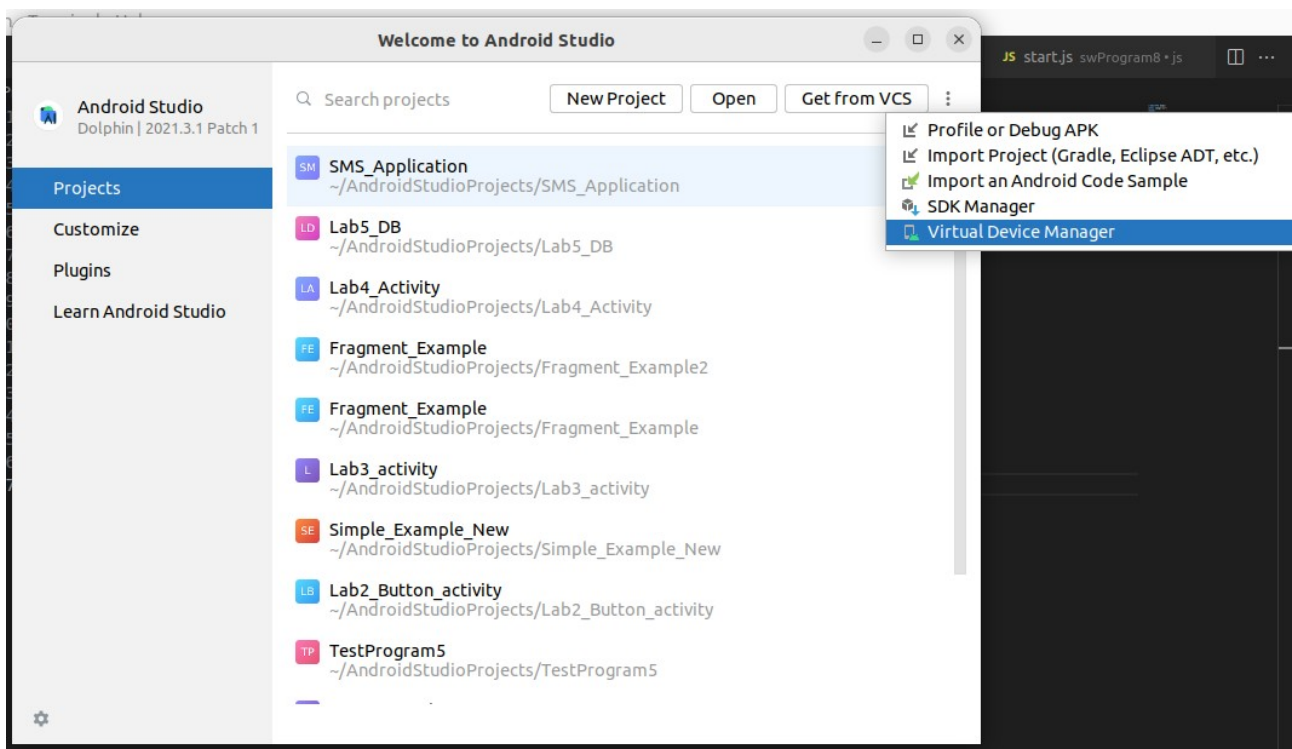 Welcome to Android Studio
JS start.js swProgram8 • js
Android Studio
Dolphin | 2021.3.1 Patch 1
Search projects
New Project
Open
Get from VCS
Profile or Debug APK
Import Project (Gradle, Eclipse ADT, etc.)
Import an Android Code Sample
SDK Manager
Virtual Device Manager
Projects
Customize
Plugins
Learn Android Studio
SM SMS_Application
~/AndroidStudioProjects/SMS_Application
LD Lab5_DB
~/AndroidStudioProjects/Lab5_DB
LA Lab4_Activity
~/AndroidStudioProjects/Lab4_Activity
FE Fragment_Example
~/AndroidStudioProjects/Fragment_Example2
FE Fragment_Example
~/AndroidStudioProjects/Fragment_Example
L Lab3_activity
~/AndroidStudioProjects/Lab3_activity
SE Simple_Example_New
~/AndroidStudioProjects/Simple_Example_New
LB Lab2_Button_activity
~/AndroidStudioProjects/Lab2_Button_activity
TP TestProgram5
~/AndroidStudioProjects/TestProgram5